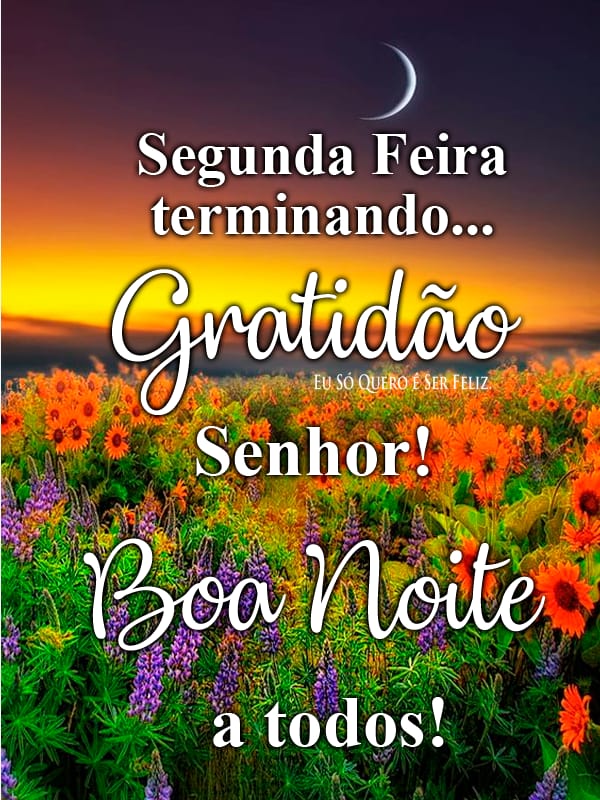 Segunda Feira
terminando...
Gratidão
Eu Só Quero é Ser Feliz
Senhor!
Boa Noite
a todos!